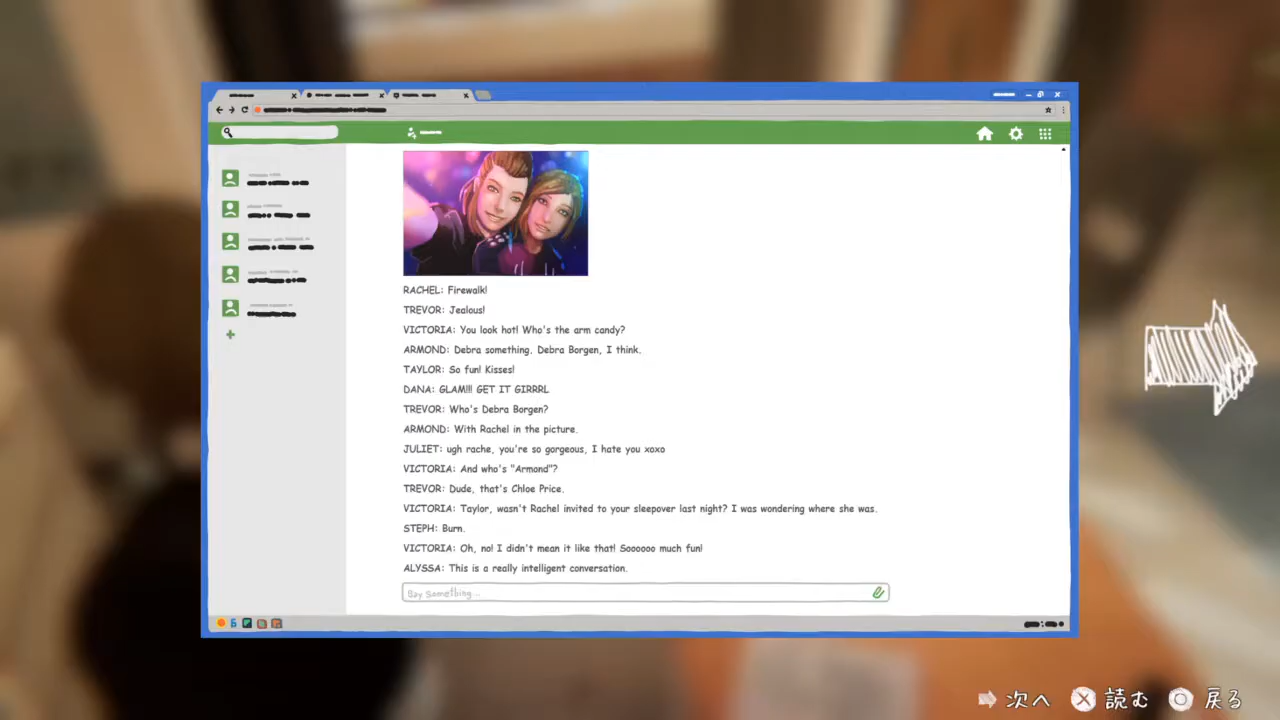 RACHEL: Firewalk!
TREVOR: Jealous!
VICTORIA: You look hot! Who's the arm candy?
ARMOND: Debra something. Debra Borgen, I think.
TAYLOR: So fun! Kisses!
DANA: GLAM!!! GET IT GIRRRL
TREVOR: Who's Debra Borgen?
ARMOND: With Rachel in the picture.
JULIET: ugh rache, you're so gorgeous, I hate you xoxo
VICTORIA: And who's "Armond"?
TREVOR: Dude, that's Chloe Price.
VICTORIA: Taylor, wasn't Rachel invited to your sleepover last night? I was wondering where she was.
STEPH: Burn.
VICTORIA: Oh, no! I didn't mean it like that! Soooooo much fun!
ALYSSA: This is a really intelligent conversation.
Say Something...
次へ 読む 戻る